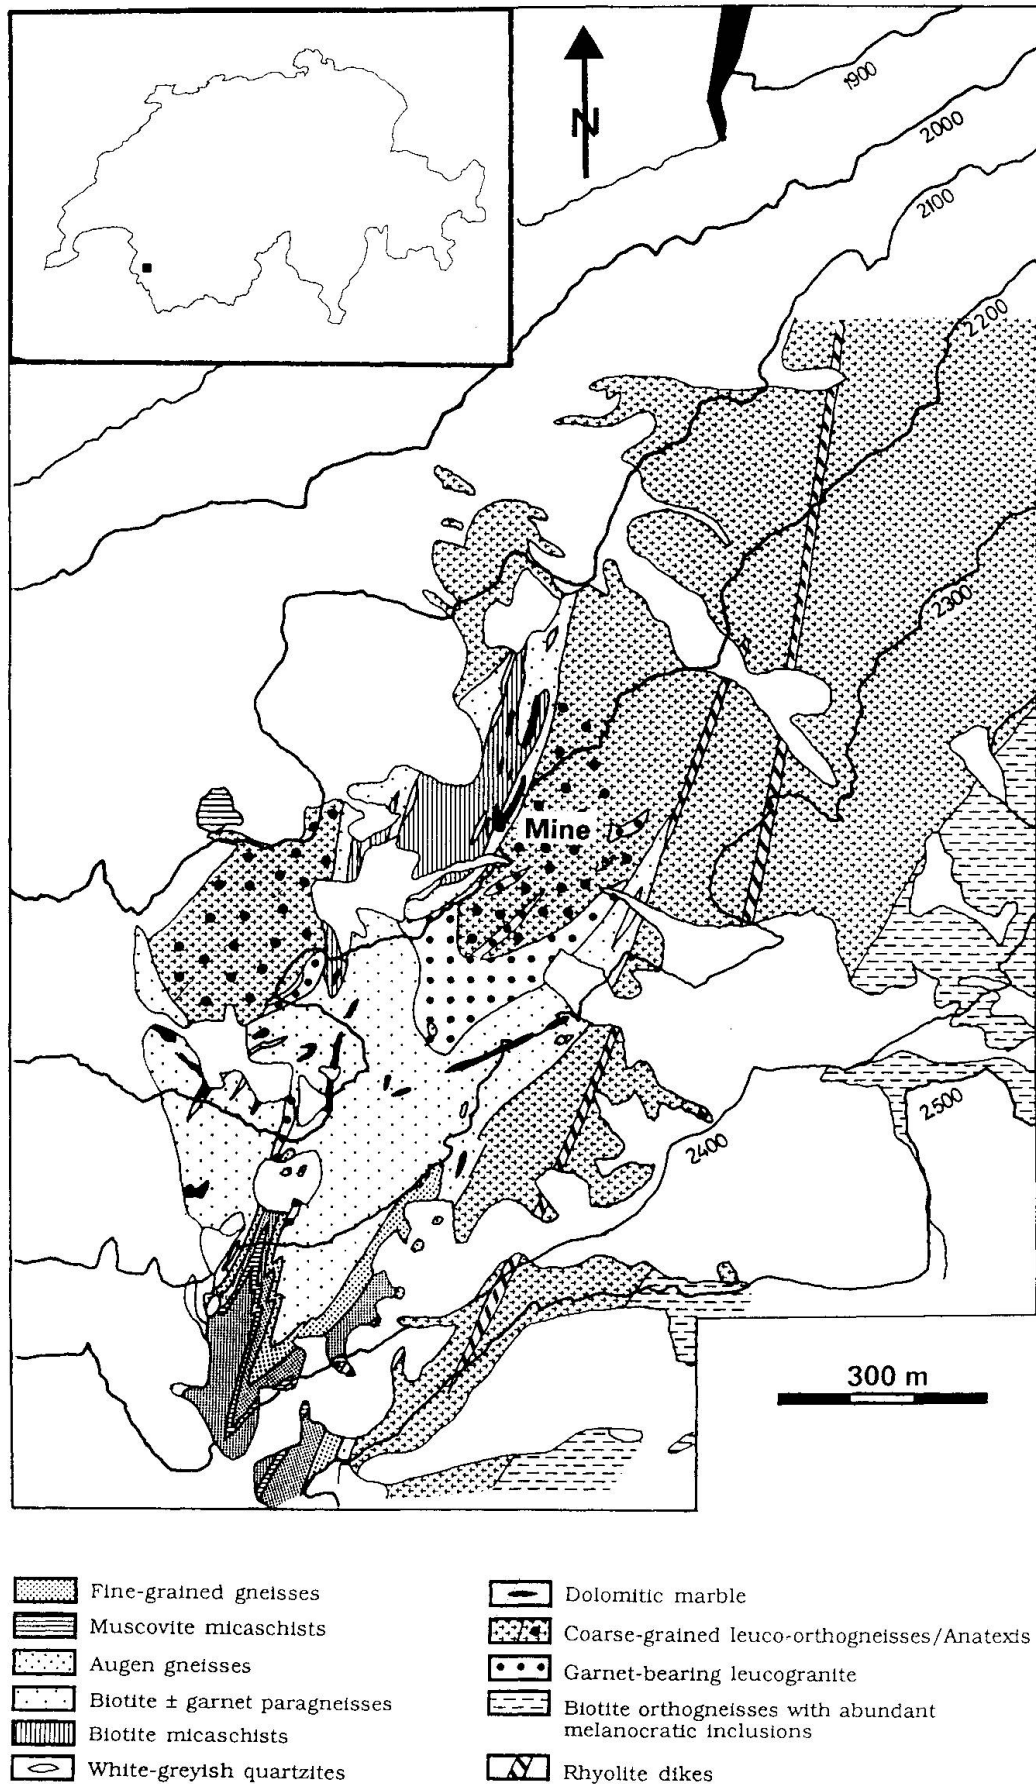 N
1900
2000
2100
2200
2300
Mine
2400
2500
300 m
Fine-grained gneisses
Muscovite micaschists
Augen gneisses
Biotite ± garnet paragneisses
Biotite micaschists
White-greyish quartzites
Dolomitic marble
Coarse-grained leuco-orthogneisses/Anatexis
Garnet-bearing leucogranite
Biotite orthogneisses with abundant
melanocratic inclusions
Rhyolite dikes